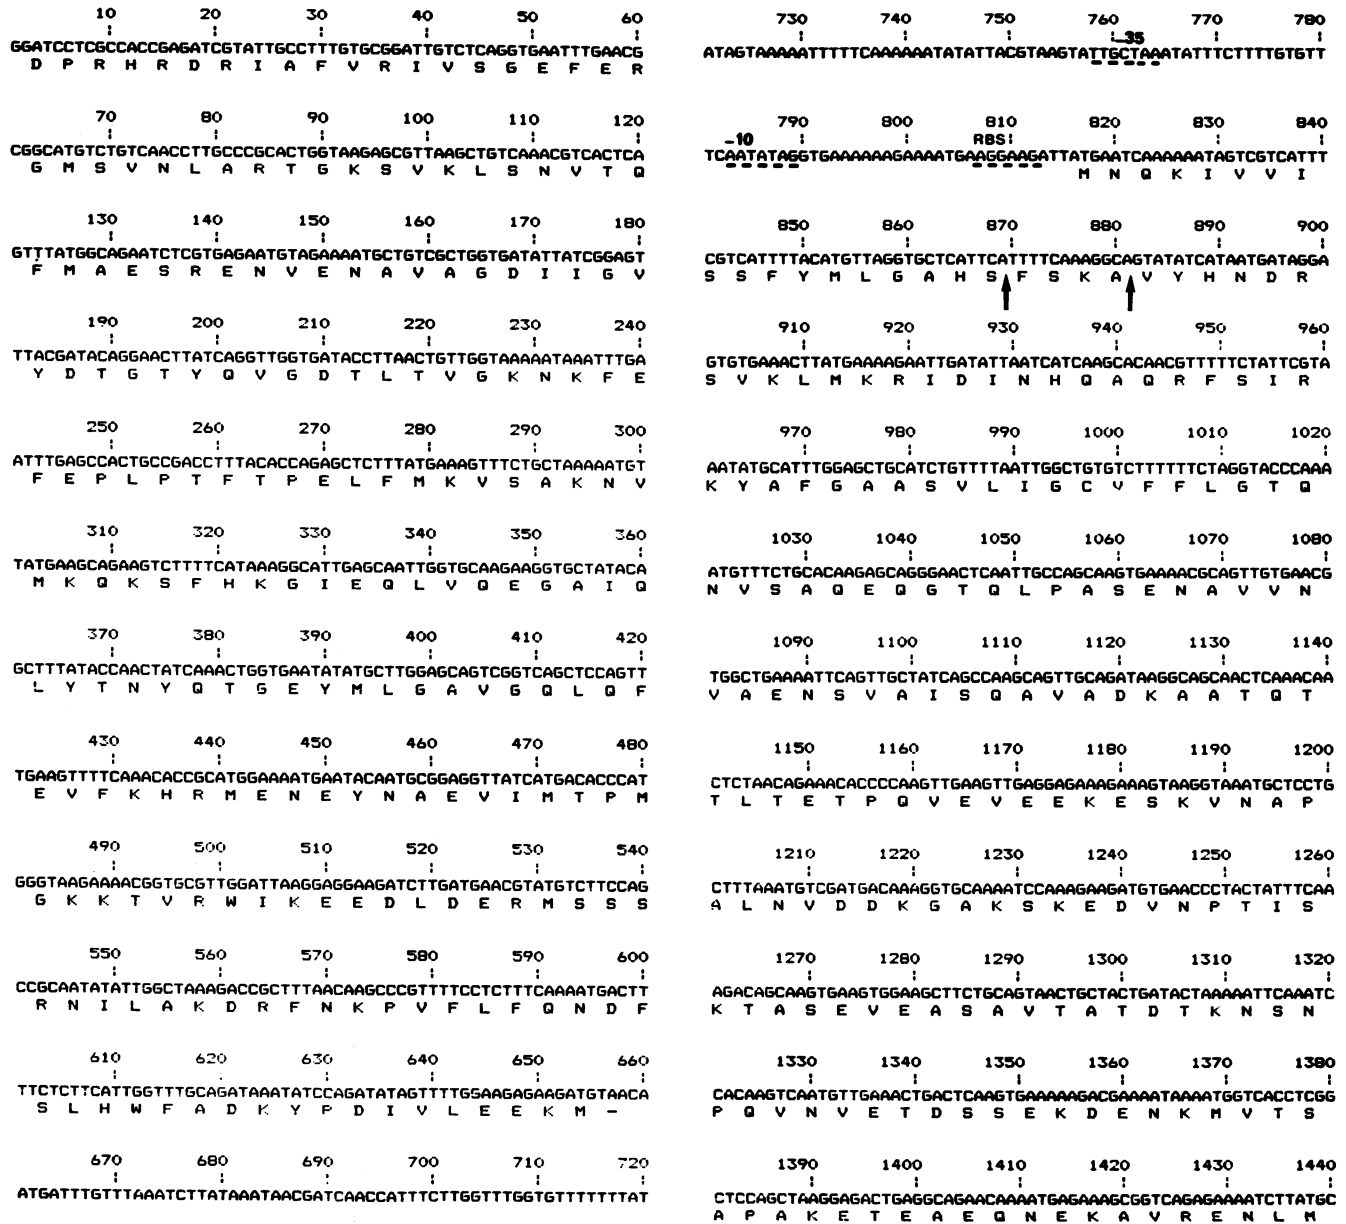 10 20 30 40 50 60
GGATCCTCGCCACCGAGATCGTATTGCCTTTGTGCGGATTGTCTCAGGTGAATTTGAACG
D P R H R D R I A F V R I V S G E F E R
70 80 90 100 110 120
CGGCATGTCTGTCAACCTTGCCCGCACTGGTAAGAGCGTTAAGCTGTCAAACGTCACTCA
G M S V N L A R T G K S V K L S N V T Q
130 140 150 160 170 180
GTTTATGGCAGAATCTCGTGAGAATGTAGAAAATGCTGTCGCTGGTGATATTATCGGAGT
F M A E S R E N V E N A V A G D I I G V
190 200 210 220 230 240
TTACGATACAGGAACTTATCAGGTTGGTGATACCTTAACTGTTGGTAAAAATAAATTTGA
Y D T G T Y Q V G D T L T V G K N K F E
250 260 270 280 290 300
ATTTGAGCCACTGCCGACCTTTACACCAGAGCTCTTTATGAAAGTTTCTGCTAAAAATGT
F E P L P T F T P E L F M K V S A K N V
310 320 330 340 350 360
TATGAAGCAGAAGTCTTTTCATAAAGGCATTGAGCAATTGGTGCAAGAAGGTGCTATACA
M K Q K S F H K G I E Q L V Q E G A I Q
370 380 390 400 410 420
GCTTTATACCAACTATCAAACTGGTGAATATATGCTTGGAGCAGTCGGTCAGCTCCAGTT
L Y T N Y Q T G E Y M L G A V G Q L Q F
430 440 450 460 470 480
TGAAGTTTTCAAACACCGCATGGAAAATGAATACAATGCGGAGGTTATCATGACACCCAT
E V F K H R M E N E Y N A E V I M T P M
490 500 510 520 530 540
GGGTAAGAAAACGGTGCGTTGGATTAAGGAGGAAGATCTTGATGAACGTATGTCTTCCAG
G K K T V R W I K E E D L D E R M S S S
550 560 570 580 590 600
CCGCAATATATTGGCTAAAGACCGCTTTAACAAGCCCGTTTTCCTCTTTCAAAATGACTT
R N I L A K D R F N K P V F L F Q N D F
610 620 630 640 650 660
TTCTCTTCATTGGTTTGCAGATAAATATCCAGATATAGTTTTGGAAGAGAAGATGTAACA
S L H W F A D K Y P D I V L E E K M -
670 680 690 700 710 720
ATGATTTGTTTAAATCTTATAAATAACGATCAACCATTTCTTGGTTTGGTGTTTTTTTAT
730 740 750 760 770 780
-35
ATAGTAAAAATTTTTCAAAAAATATATTACGTAAGTATTGCTAAATATTTCTTTTGTGTT
790 800 810 820 830 840
-10 RBS
TCAATATAGGTGAAAAAAAGAAAATGAAGGAAGATTATGAATCAAAAAATAGTCGTCATTT
M N Q K I V V I
850 860 870 880 890 900
CGTCATTTTACATGTTAGGTGCTCATTCATTTTCAAAGGCAGTATATCATAATGATAGGA
S S F Y M L G A H S F S K A V Y H N D R
910 920 930 940 950 960
GTGTGAAACTTATGAAAAGAATTGATATTAATCATCAAGCACAACGTTTTTCTATTCGTA
S V K L M K R I D I N H Q A Q R F S I R
970 980 990 1000 1010 1020
AATATGCATTTGGAGCTGCATCTGTTTTAATTGGCTGTGTCTTTTTTCTAGGTACCCAAA
K Y A F G A A S V L I G C V F F L G T Q
1030 1040 1050 1060 1070 1080
ATGTTTCTGCACAAGAGCAGGGAACTCAATTGCCAGCAAGTGAAAACGCAGTTGTGAACG
N V S A Q E Q G T Q L P A S E N A V V N
1090 1100 1110 1120 1130 1140
TGGCTGAAAATTCAGTTGCTATCAGCCAAGCAGTTGCAGATAAGGCAGCAACTCAAACAA
V A E N S V A I S Q A V A D K A A T Q T
1150 1160 1170 1180 1190 1200
CTCTAACAGAAACACCCCAAGTTGAAGTTGAGGAGAAAGAAAGTAAGGTAAATGCTCCTG
T L T E T P Q V E V E E K E S K V N A P
1210 1220 1230 1240 1250 1260
CTTTAAATGTCGATGACAAAGGTGCAAAATCCAAAGAAGATGTGAACCCTACTATTTCAA
A L N V D D K G A K S K E D V N P T I S
1270 1280 1290 1300 1310 1320
AGACAGCAAGTGAAGTGGAAGCTTCTGCAGTAACTGCTACTGATACTAAAAATTCAAATC
K T A S E V E A S A V T A T D T K N S N
1330 1340 1350 1360 1370 1380
CACAAGTCAATGTTGAAACTGACTCAAGTGAAAAAGACGAAAATAAAATGGTCACCTCGG
P Q V N V E T D S S E K D E N K M V T S
1390 1400 1410 1420 1430 1440
CTCCAGCTAAGGAGACTGAGGCAGAACAAAATGAGAAAGCGGTCAGAGAAAATCTTATGC
A P A K E T E A E Q N E K A V R E N L M